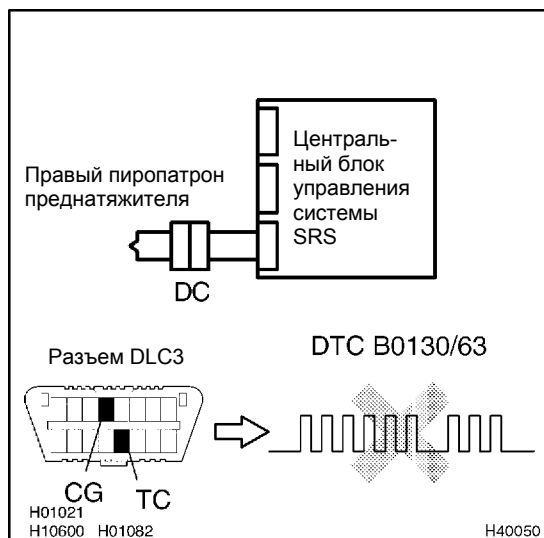 Централь-
ный блок
управления
системы
SRS
Правый пиропатрон
преднатяжителя
DC
Разъем DLC3
DTC B0130/63
CG
TC
H01021
H10600 H01082
H40050